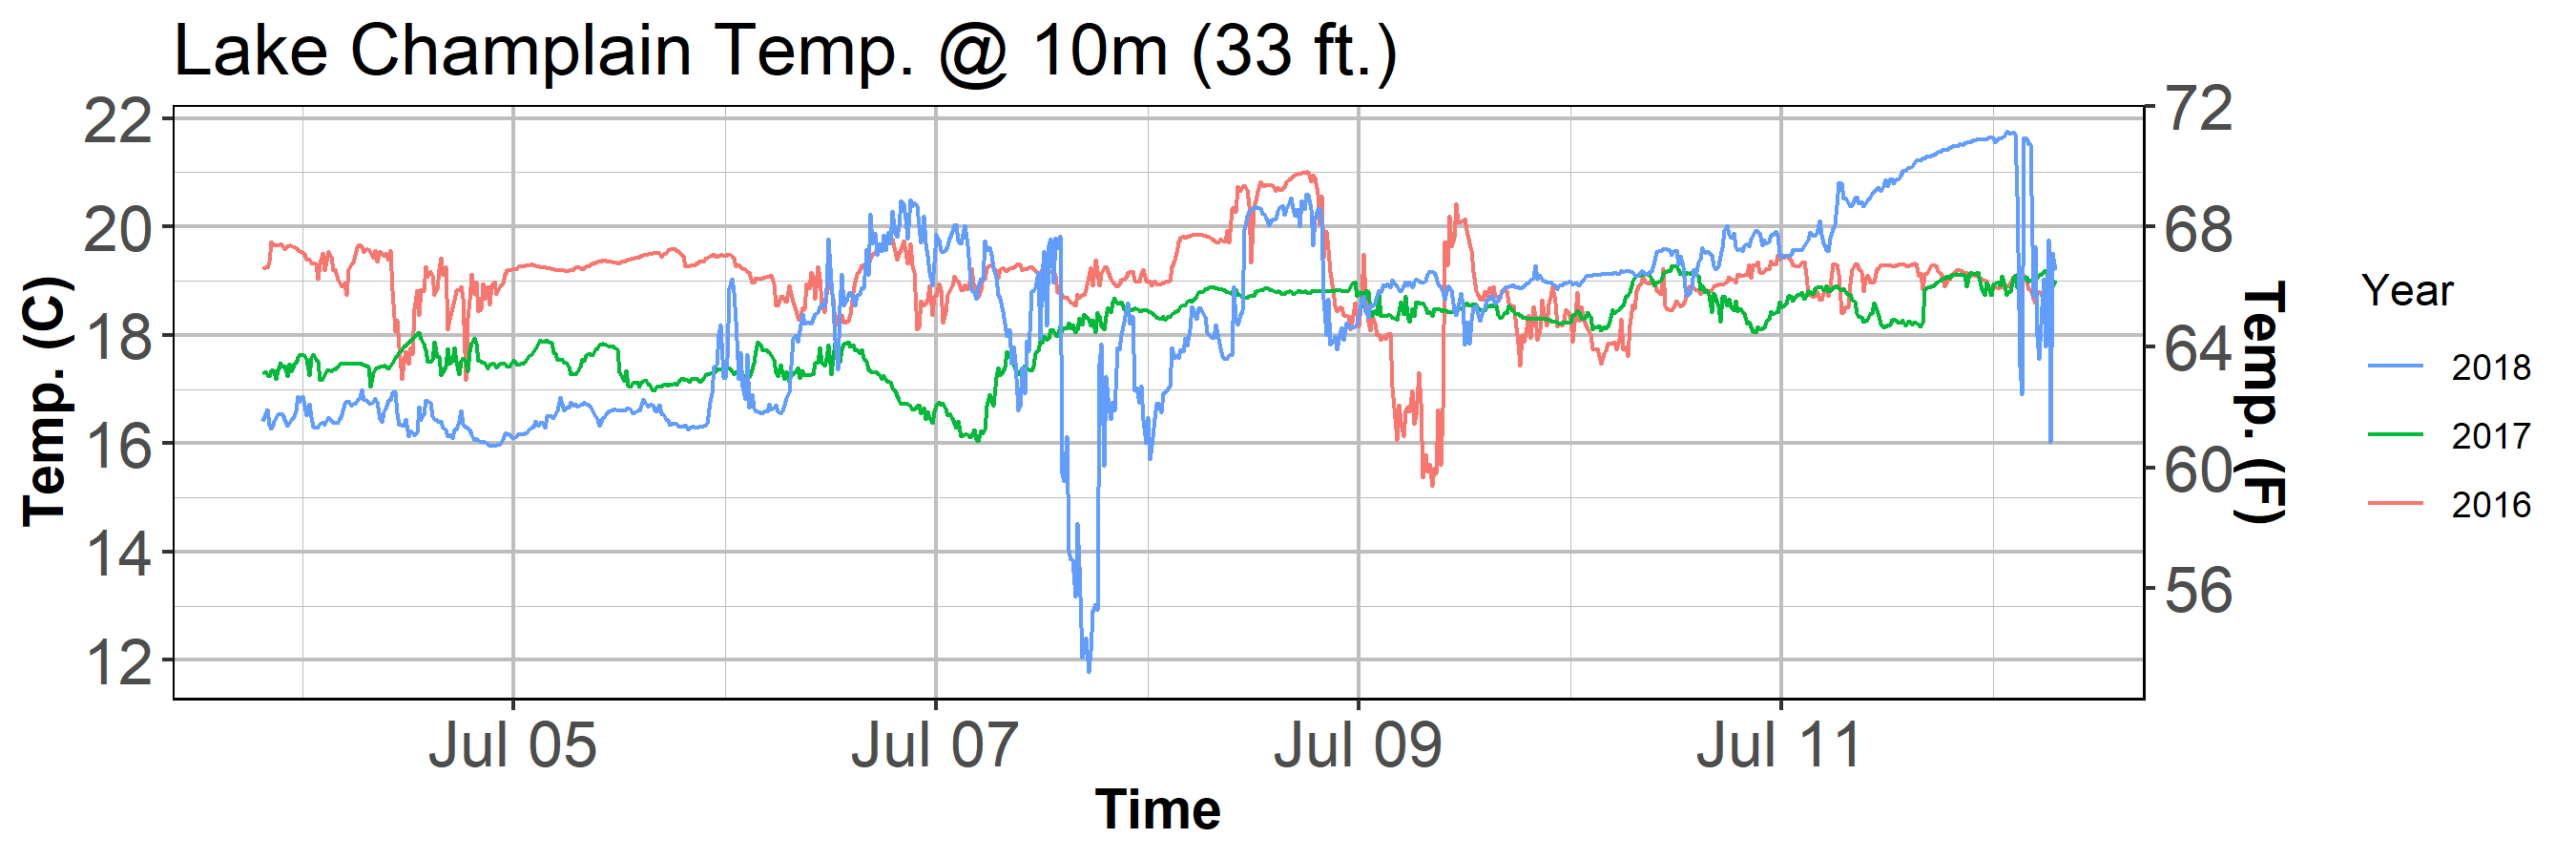 Lake Champlain Temp. @ 10m (33 ft.)
22
20
18
16
14
12
Temp. (C)
72
68
64
60
56
Temp. (F)
Jul 05
Jul 07
Jul 09
Jul 11
Time
Year
2018
2017
2016